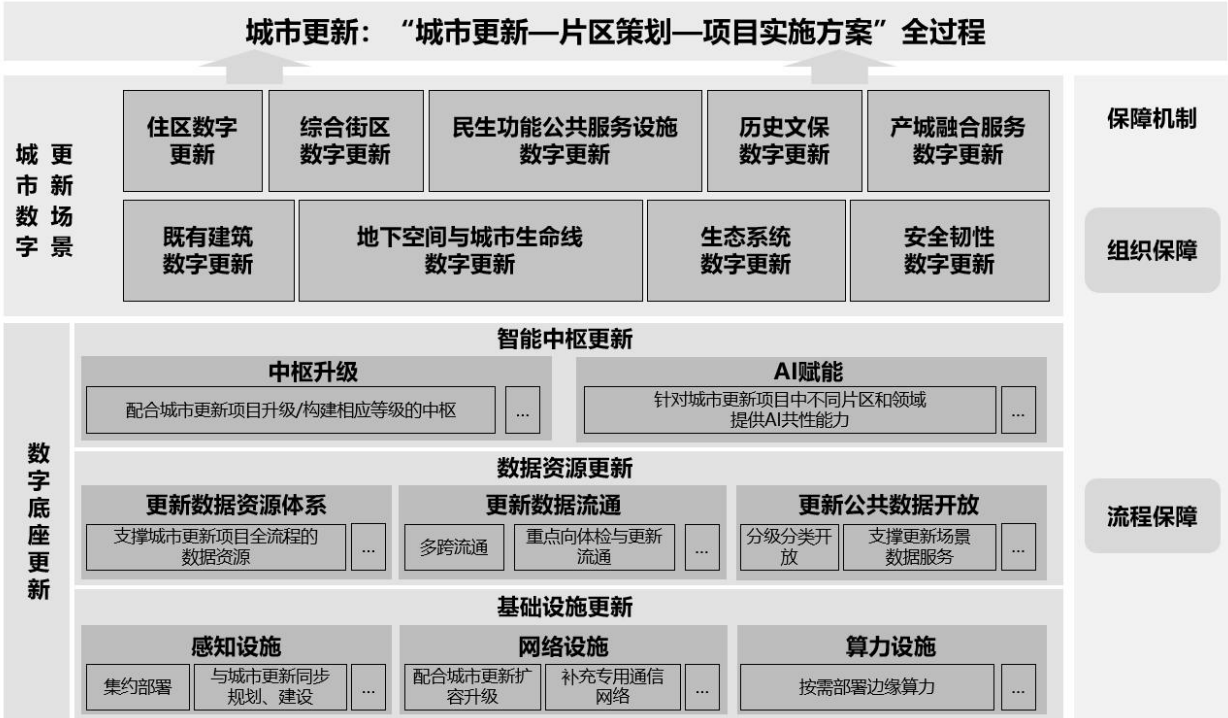 城市更新：“城市更新—片区策划—项目实施方案”全过程
城市数字
更新场景
住区数字
更新
综合街区
数字更新
民生功能公共服务设施
数字更新
历史文保
数字更新
产城融合服务
数字更新
既有建筑
数字更新
地下空间与城市生命线
数字更新
生态系统
数字更新
安全韧性
数字更新
保障机制
组织保障
流程保障
数字底座更新
智能中枢更新
中枢升级
配合城市更新项目升级/构建相应等级的中枢
...
AI赋能
针对城市更新项目中不同片区和领域
提供AI共性能力
...
数据资源更新
更新数据资源体系
支撑城市更新项目全流程的
数据资源
...
更新数据流通
多跨流通
重点向体检与更新
流通
...
更新公共数据开放
分级分类开
放
支撑更新场景
数据服务
...
基础设施更新
感知设施
集约部署
与城市更新同步
规划、建设
...
网络设施
配合城市更新扩
容升级
补充专用通信
网络
...
算力设施
按需部署边缘算力
...